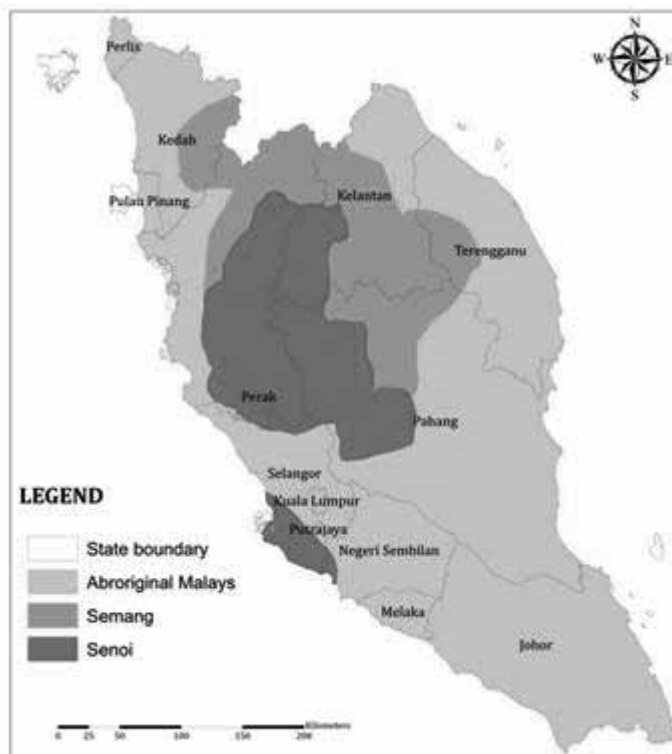 N
W E
S
Perlis
Kedah
Pulau Pinang
Kelantan
Terengganu
Perak
Pahang
Selangor
Kuala Lumpur
Putrajaya
Negeri Sembilan
Melaka
Johor
LEGEND
State boundary
Abroriginal Malays
Semang
Senoi
Kilometers
0 25 50 100 150 200